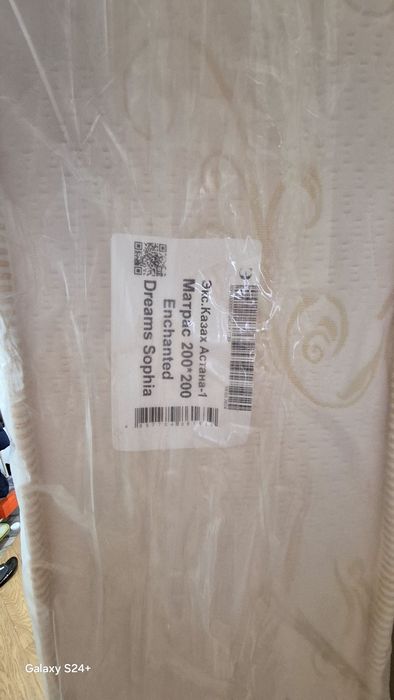 Э
Экс.Казах Астана-1
Матрас 200*200
Enchanted
Dreams Sophia
Galaxy S24+